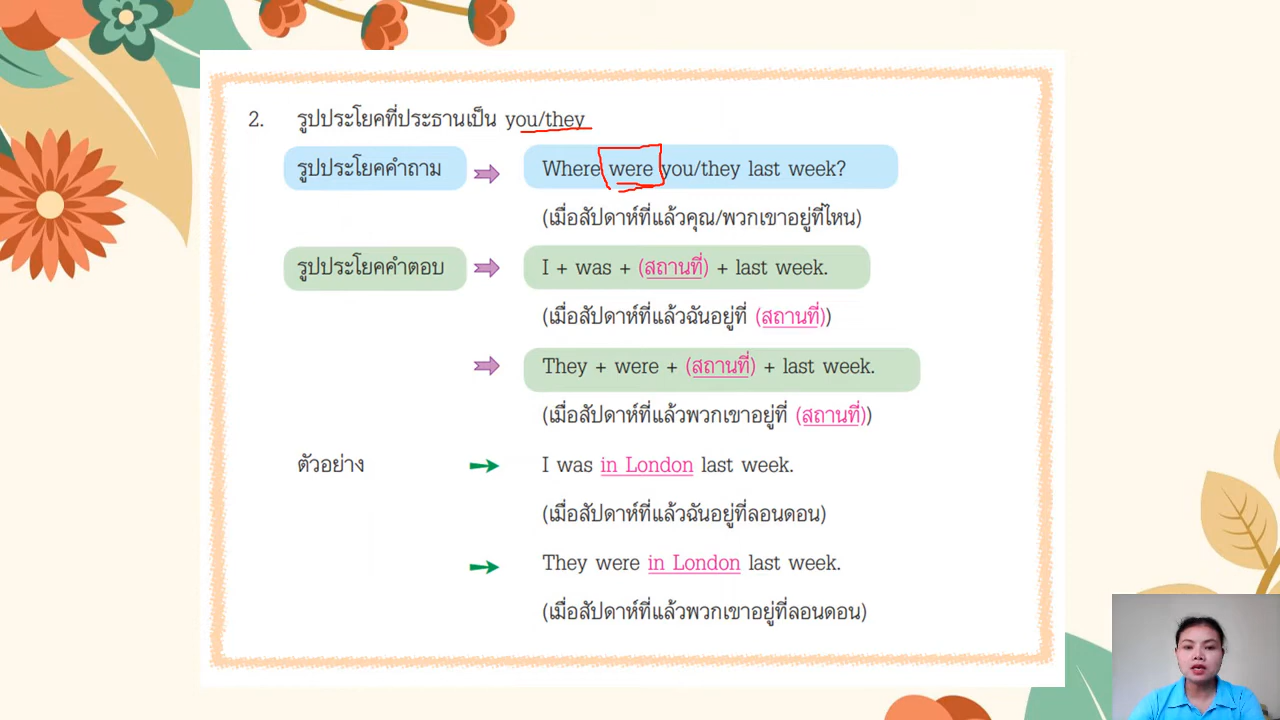 2. รูปประโยคที่ประธานเป็น you/they
รูปประโยคคำถาม Where were you/they last week?
(เมื่อสัปดาห์ที่แล้วคุณ/พวกเขาอยู่ที่ไหน)
รูปประโยคคำตอบ I + was + (สถานที่) + last week.
(เมื่อสัปดาห์ที่แล้วฉันอยู่ที่ (สถานที่))
They + were + (สถานที่) + last week.
(เมื่อสัปดาห์ที่แล้วพวกเขาอยู่ที่ (สถานที่))
ตัวอย่าง I was in London last week.
(เมื่อสัปดาห์ที่แล้วฉันอยู่ที่ลอนดอน)
They were in London last week.
(เมื่อสัปดาห์ที่แล้วพวกเขาอยู่ที่ลอนดอน)